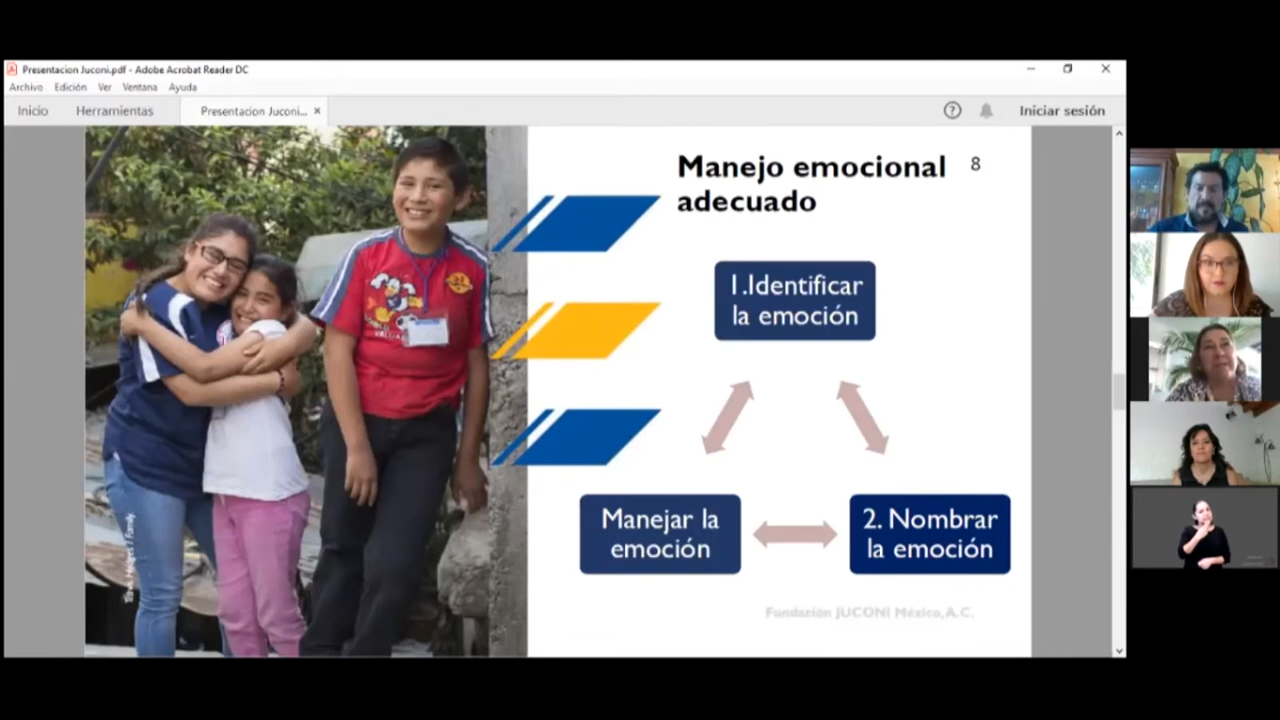 Presentacion Juconi.pdf - Adobe Acrobat Reader DC
Archivo Edición Ver Ventana Ayuda
Inicio Herramientas Presentacion Juconi... × Iniciar sesión
Manejo emocional 8
adecuado
1.Identificar
la emoción
Manejar la
emoción
2. Nombrar
la emoción
Fundación JUCONI México, A.C.